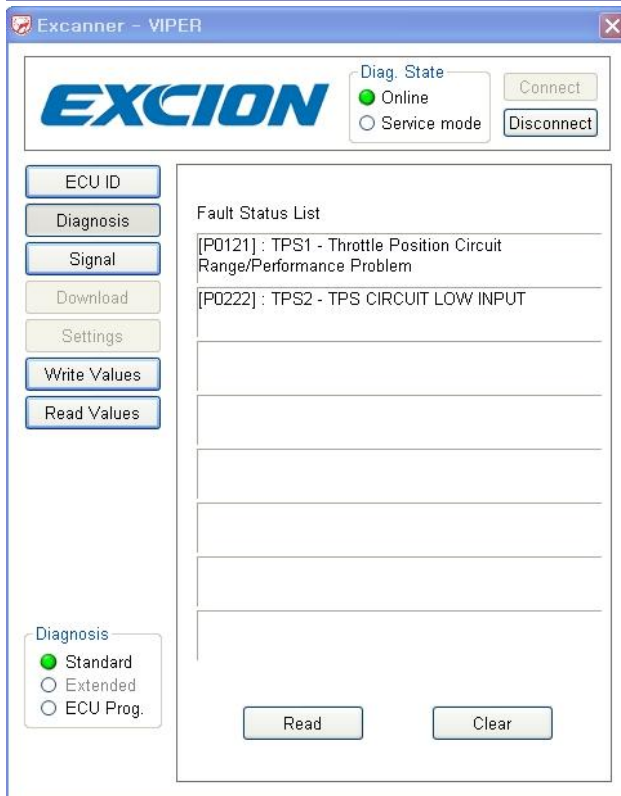 Excanner - VIPER
EXCION
Diag. State
Online
Service mode
Connect
Disconnect
ECU ID
Diagnosis
Signal
Download
Settings
Write Values
Read Values
Fault Status List
[P0121] : TPS1 - Throttle Position Circuit
Range/Performance Problem
[P0222] : TPS2 - TPS CIRCUIT LOW INPUT
Diagnosis
Standard
Extended
ECU Prog.
Read
Clear